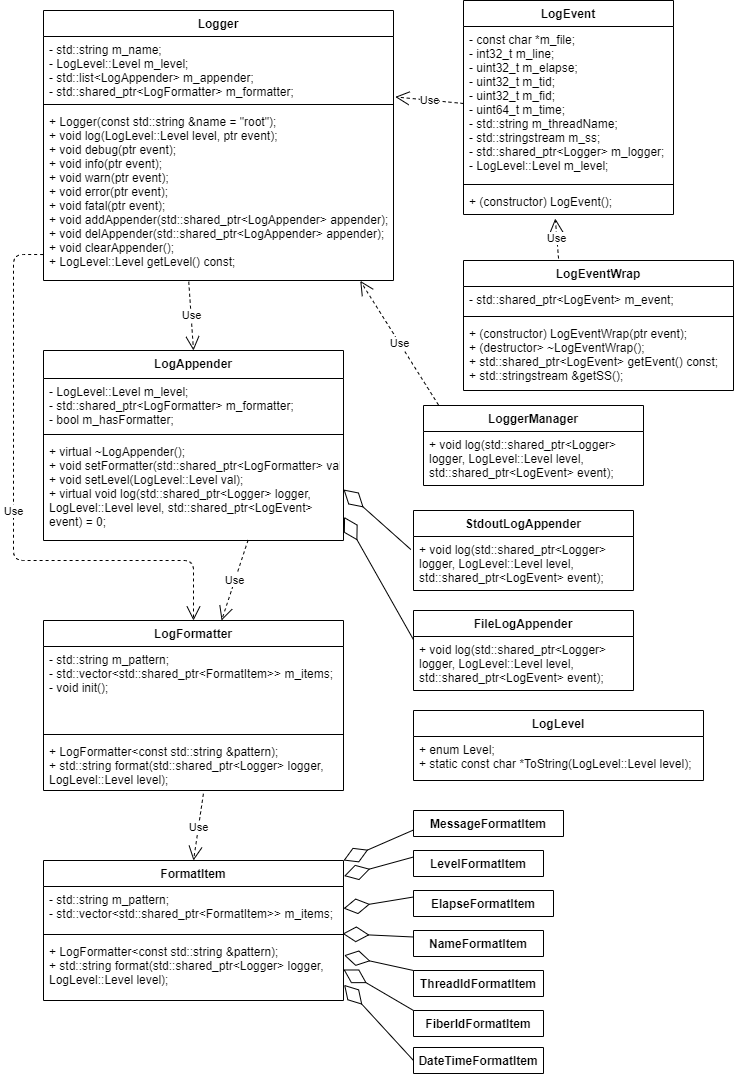 Logger
- std::string m_name;
- LogLevel::Level m_level;
- std::list<LogAppender> m_appender;
- std::shared_ptr<LogFormatter> m_formatter;
+ Logger(const std::string &name = "root");
+ void log(LogLevel::Level level, ptr event);
+ void debug(ptr event);
+ void info(ptr event);
+ void warn(ptr event);
+ void error(ptr event);
+ void fatal(ptr event);
+ void addAppender(std::shared_ptr<LogAppender> appender);
+ void delAppender(std::shared_ptr<LogAppender> appender);
+ void clearAppender();
+ LogLevel::Level getLevel() const;
Use
LogEvent
- const char *m_file;
- int32_t m_line;
- uint32_t m_elapse;
- uint32_t m_tid;
- uint32_t m_fid;
- uint64_t m_time;
- std::string m_threadName;
- std::stringstream m_ss;
- std::shared_ptr<Logger> m_logger;
- LogLevel::Level m_level;
+ (constructor) LogEvent();
Use
LogEventWrap
- std::shared_ptr<LogEvent> m_event;
+ (constructor) LogEventWrap(ptr event);
+ (destructor) ~LogEventWrap();
+ std::shared_ptr<LogEvent> getEvent() const;
+ std::stringstream &getSS();
Use
Use
LogAppender
- LogLevel::Level m_level;
- std::shared_ptr<LogFormatter> m_formatter;
- bool m_hasFormatter;
+ virtual ~LogAppender();
+ void setFormatter(std::shared_ptr<LogFormatter> va
+ void setLevel(LogLevel::Level val);
+ virtual void log(std::shared_ptr<Logger> logger,
LogLevel::Level level, std::shared_ptr<LogEvent>
event) = 0;
LoggerManager
+ void log(std::shared_ptr<Logger>
logger, LogLevel::Level level,
std::shared_ptr<LogEvent> event);
Use
StdoutLogAppender
+ void log(std::shared_ptr<Logger>
logger, LogLevel::Level level,
std::shared_ptr<LogEvent> event);
Use
FileLogAppender
+ void log(std::shared_ptr<Logger>
logger, LogLevel::Level level,
std::shared_ptr<LogEvent> event);
LogFormatter
- std::string m_pattern;
- std::vector<std::shared_ptr<FormatItem>> m_items;
- void init();
+ LogFormatter<const std::string &pattern);
+ std::string format(std::shared_ptr<Logger> logger,
LogLevel::Level level);
LogLevel
+ enum Level;
+ static const char *ToString(LogLevel::Level level);
Use
FormatItem
- std::string m_pattern;
- std::vector<std::shared_ptr<FormatItem>> m_items;
+ LogFormatter<const std::string &pattern);
+ std::string format(std::shared_ptr<Logger> logger,
LogLevel::Level level);
MessageFormatItem
LevelFormatItem
ElapseFormatItem
NameFormatItem
ThreadIdFormatItem
FiberIdFormatItem
DateTimeFormatItem